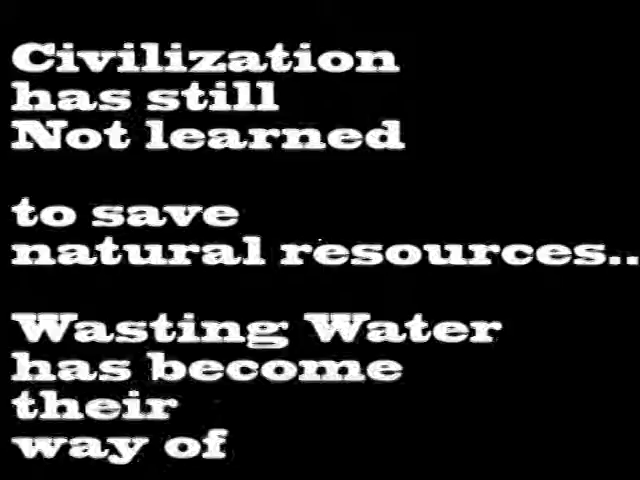 Civilization
has still
Not learned
to save
natural resources..
Wasting Water
has become
their
way of